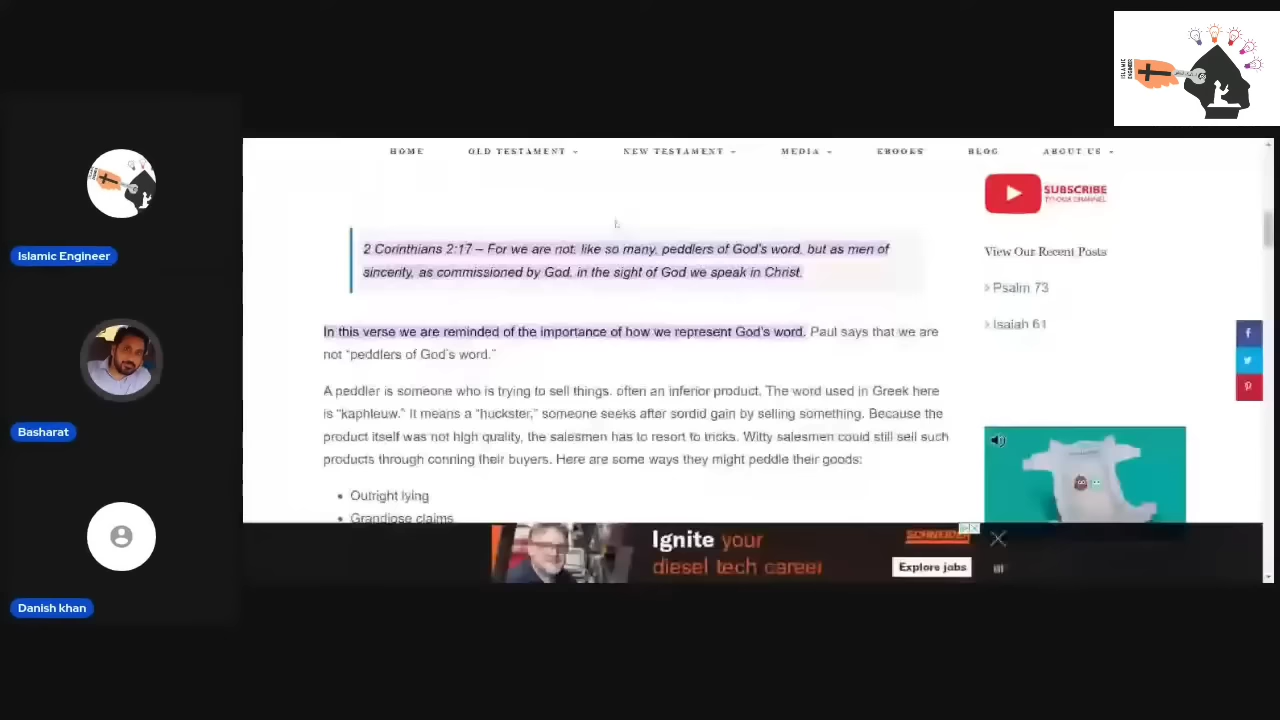 ISLAMIC
ENGINEER
Islamic Engineer
Basharat
Danish khan
HOME OLD TESTAMENT NEW TESTAMENT MEDIA EBOOKS BLOG ABOUT US
2 Corinthians 2:17 – For we are not, like so many, peddlers of God's word, but as men of
sincerity, as commissioned by God, in the sight of God we speak in Christ.
In this verse we are reminded of the importance of how we represent God's word. Paul says that we are
not "peddlers of God's word."
A peddler is someone who is trying to sell things, often an inferior product. The word used in Greek here
is "kaphleuw." It means a "huckster," someone seeks after sordid gain by selling something. Because the
product itself was not high quality, the salesmen has to resort to tricks. Witty salesmen could still sell such
products through conning their buyers. Here are some ways they might peddle their goods:
• Outright lying
• Grandiose claims
SUBSCRIBE
TO OUR CHANNEL
View Our Recent Posts
> Psalm 73
> Isaiah 61
Ignite your
diesel tech career
SCHNEIDER
Explore jobs